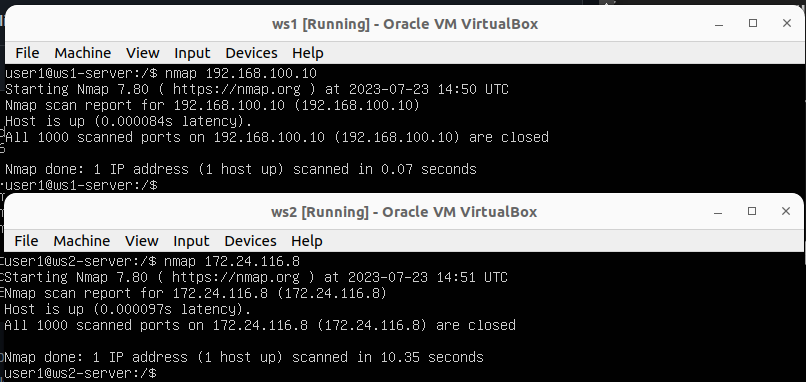 ws1 [Running] - Oracle VM VirtualBox
File Machine View Input Devices Help
user1@ws1-server:/$ nmap 192.168.100.10
Starting Nmap 7.80 ( https://nmap.org ) at 2023-07-23 14:50 UTC
Nmap scan report for 192.168.100.10 (192.168.100.10)
Host is up (0.000084s latency).
All 1000 scanned ports on 192.168.100.10 (192.168.100.10) are closed
Nmap done: 1 IP address (1 host up) scanned in 0.07 seconds
user1@ws1-server:/$
ws2 [Running] - Oracle VM VirtualBox
File Machine View Input Devices Help
user1@ws2-server:/$ nmap 172.24.116.8
Starting Nmap 7.80 ( https://nmap.org ) at 2023-07-23 14:51 UTC
Nmap scan report for 172.24.116.8 (172.24.116.8)
Host is up (0.000097s latency).
All 1000 scanned ports on 172.24.116.8 (172.24.116.8) are closed
Nmap done: 1 IP address (1 host up) scanned in 10.35 seconds
user1@ws2-server:/$